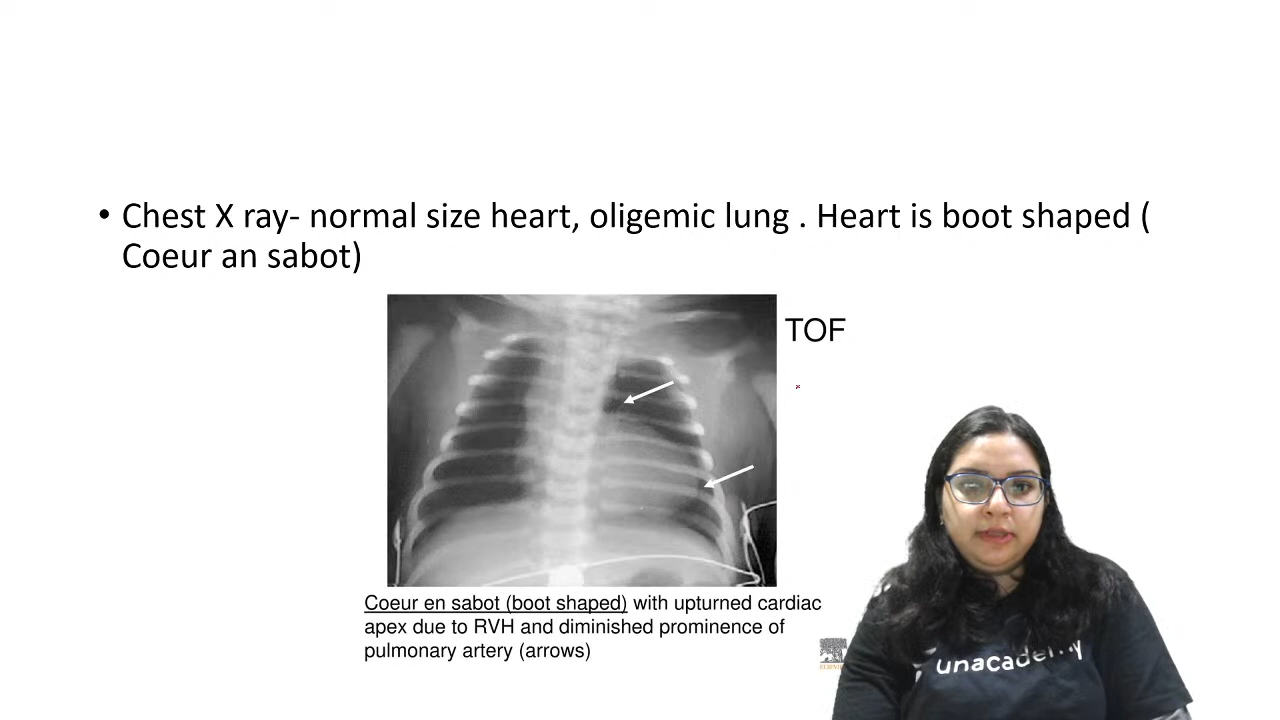 • Chest X ray- normal size heart, oligemic lung . Heart is boot shaped (
Coeur an sabot)
TOF
Coeur en sabot (boot shaped) with upturned cardiac
apex due to RVH and diminished prominence of
pulmonary artery (arrows)
unacademy